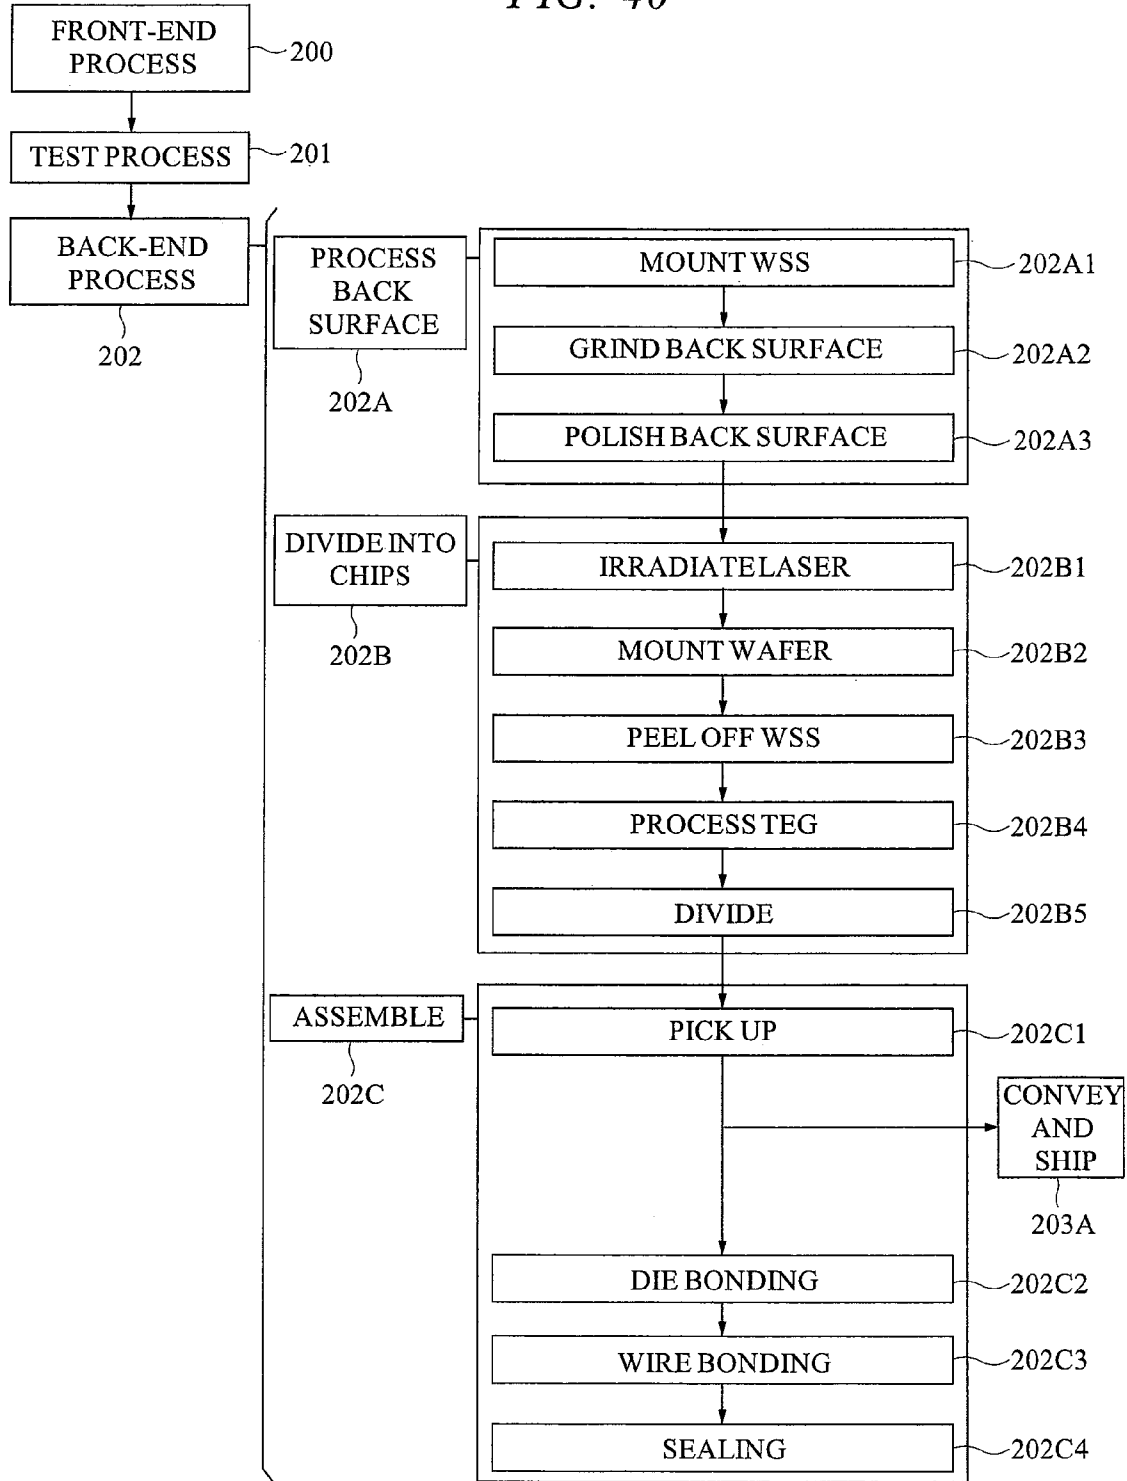 FIG. 40
FRONT-END
PROCESS
200
TEST PROCESS
201
BACK-END
PROCESS
202
PROCESS
BACK
SURFACE
202A
MOUNT WSS
202A1
GRIND BACK SURFACE
202A2
POLISH BACK SURFACE
202A3
DIVIDE INTO
CHIPS
202B
IRRADIATE LASER
202B1
MOUNT WAFER
202B2
PEEL OFF WSS
202B3
PROCESS TEG
202B4
DIVIDE
202B5
ASSEMBLE
202C
PICK UP
202C1
CONVEY
AND
SHIP
203A
DIE BONDING
202C2
WIRE BONDING
202C3
SEALING
202C4